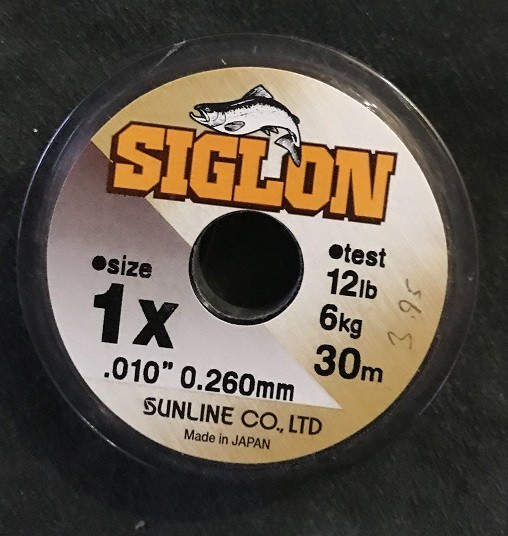 SIGLON
●size
1x
.010" 0.260mm
●test
12lb
6kg
30m
3.95
SUNLINE CO., LTD
Made in JAPAN